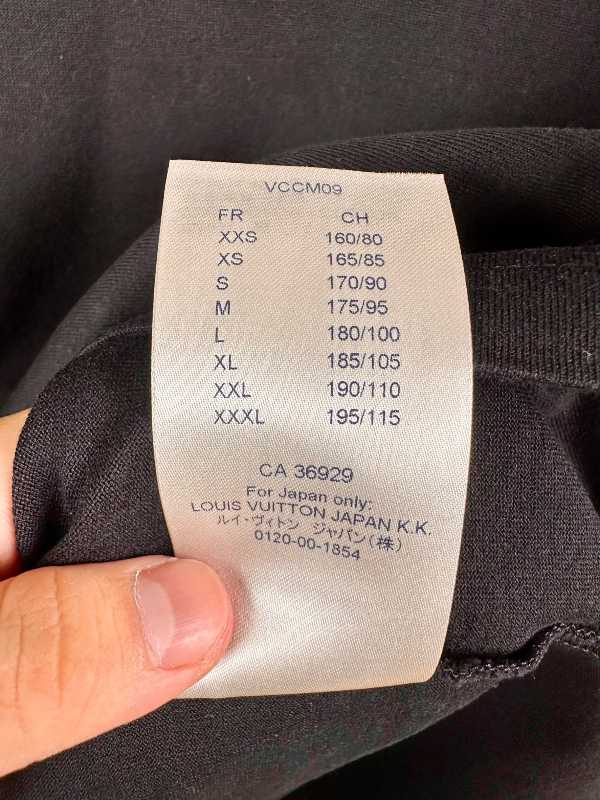 VCCM09
FR CH
XXS 160/80
XS 165/85
S 170/90
M 175/95
L 180/100
XL 185/105
XXL 190/110
XXXL 195/115
CA 36929
For Japan only:
LOUIS VUITTON JAPAN K.K.
ルイ・ヴィトン ジャパン(株)
0120-00-1854